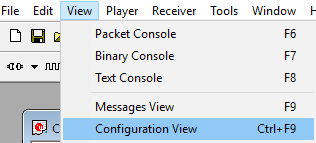 File Edit View Player Receiver Tools Window H
Packet Console F6
Binary Console F7
Text Console F8
Messages View F9
Configuration View Ctrl+F9
C